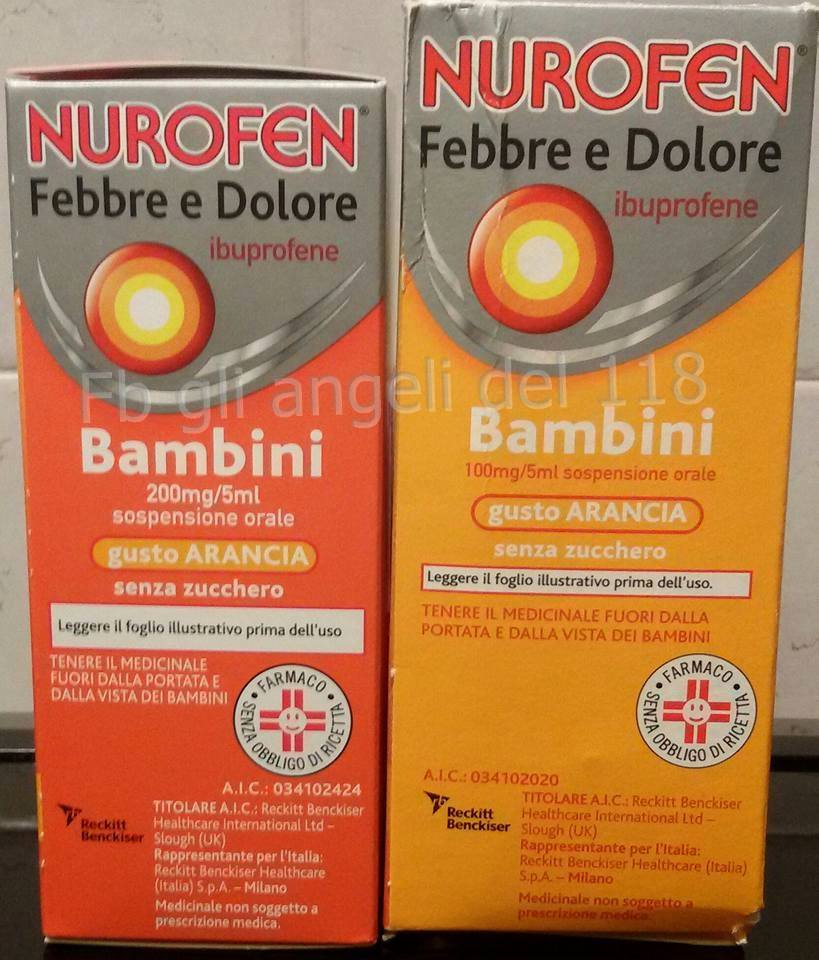 NUROFEN®
Febbre e Dolore
ibuprofene
Bambini
200mg/5ml
sospensione orale
gusto ARANCIA
senza zucchero
Leggere il foglio illustrativo prima dell'uso
TENERE IL MEDICINALE
FUORI DALLA PORTATA E
DALLA VISTA DEI BAMBINI
• FARMACO •
SENZA OBBLIGO DI RICETTA
A.I.C.: 034102424
Reckitt
Benckiser
TITOLARE A.I.C.: Reckitt Benckiser
Healthcare International Ltd –
Slough (UK)
Rappresentante per l'Italia:
Reckitt Benckiser Healthcare
(Italia) S.p.A. – Milano
Medicinale non soggetto a
prescrizione medica.
NUROFEN®
Febbre e Dolore
ibuprofene
Bambini
100mg/5ml sospensione orale
gusto ARANCIA
senza zucchero
Leggere il foglio illustrativo prima dell'uso.
TENERE IL MEDICINALE FUORI DALLA
PORTATA E DALLA VISTA DEI BAMBINI
• FARMACO •
SENZA OBBLIGO DI RICETTA
A.I.C.: 034102020
Reckitt
Benckiser
TITOLARE A.I.C.: Reckitt Benckiser
Healthcare International Ltd –
Slough (UK)
Rappresentante per l'Italia:
Reckitt Benckiser Healthcare (Italia)
S.p.A. – Milano
Medicinale non soggetto a
prescrizione medica.
Fb gli angeli del 118